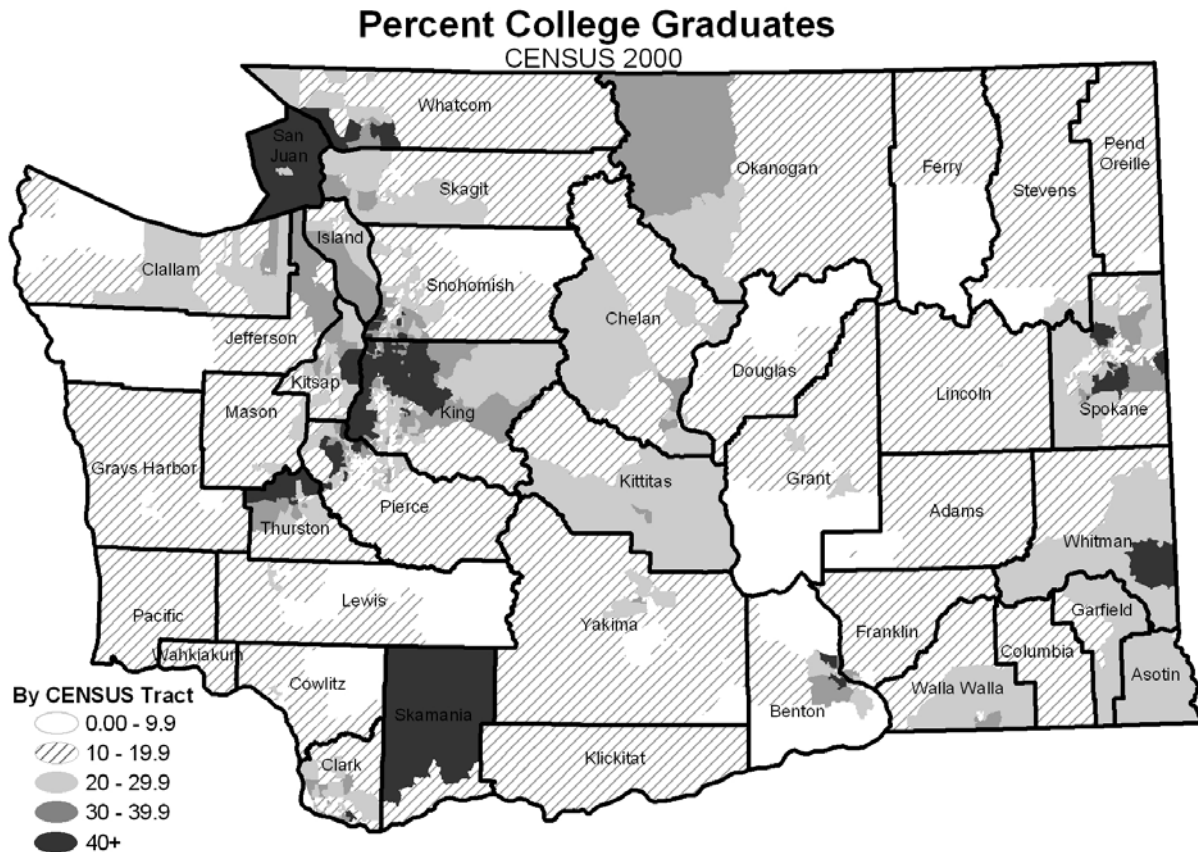 Percent College Graduates
CENSUS 2000
Whatcom
San
Juan
Skagit
Okanogan
Ferry
Stevens
Pend
Oreille
Island
Clallam
Snohomish
Chelan
Jefferson
Kitsap
King
Douglas
Lincoln
Spokane
Mason
Grays Harbor
Kittitas
Grant
Adams
Pierce
Thurston
Whitman
Lewis
Pacific
Wahkiakum
Yakima
Franklin
Columbia
Garfield
Asotin
Cowlitz
Skamania
Benton
Walla Walla
Clark
Klickitat
By CENSUS Tract
0.00 - 9.9
10 - 19.9
20 - 29.9
30 - 39.9
40+